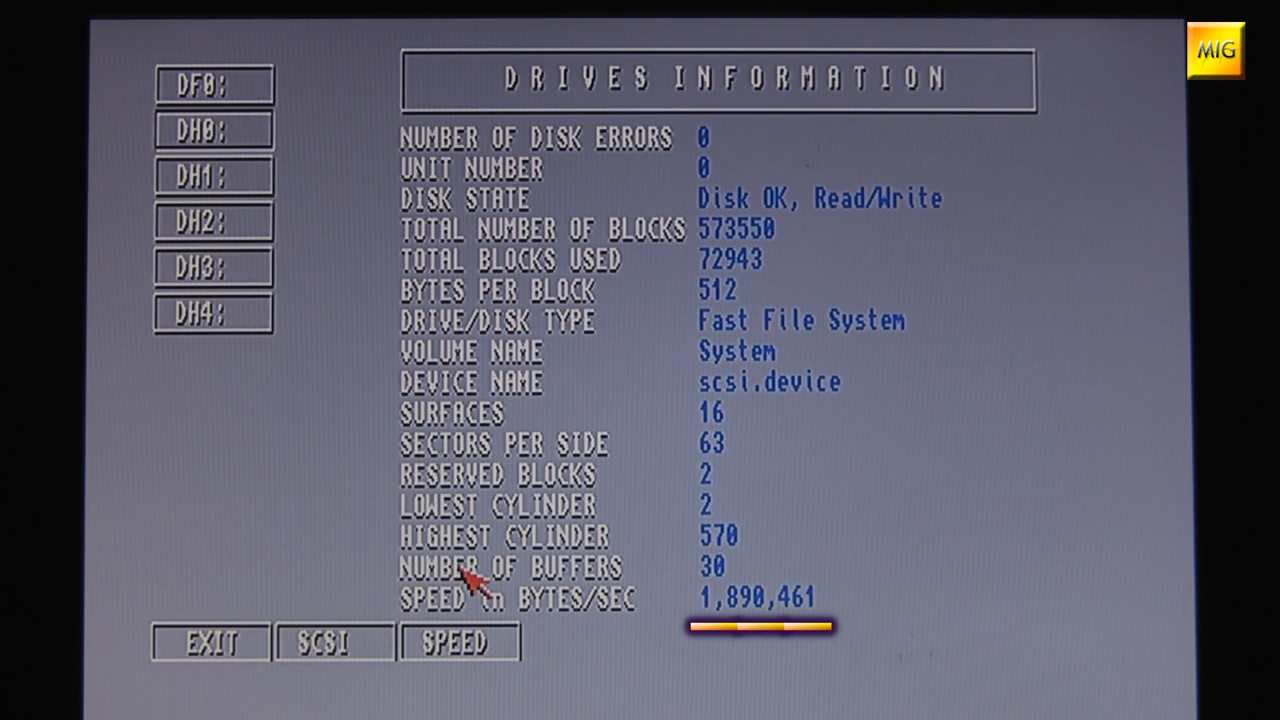 MIG
DRIVES INFORMATION
DF0:
DH0:
DH1:
DH2:
DH3:
DH4:
NUMBER OF DISK ERRORS 0
UNIT NUMBER 0
DISK STATE Disk OK, Read/Write
TOTAL NUMBER OF BLOCKS 573550
TOTAL BLOCKS USED 72943
BYTES PER BLOCK 512
DRIVE/DISK TYPE Fast File System
VOLUME NAME System
DEVICE NAME scsi.device
SURFACES 16
SECTORS PER SIDE 63
RESERVED BLOCKS 2
LOWEST CYLINDER 2
HIGHEST CYLINDER 570
NUMBER OF BUFFERS 30
SPEED in BYTES/SEC 1,890,461
EXIT SCSI SPEED